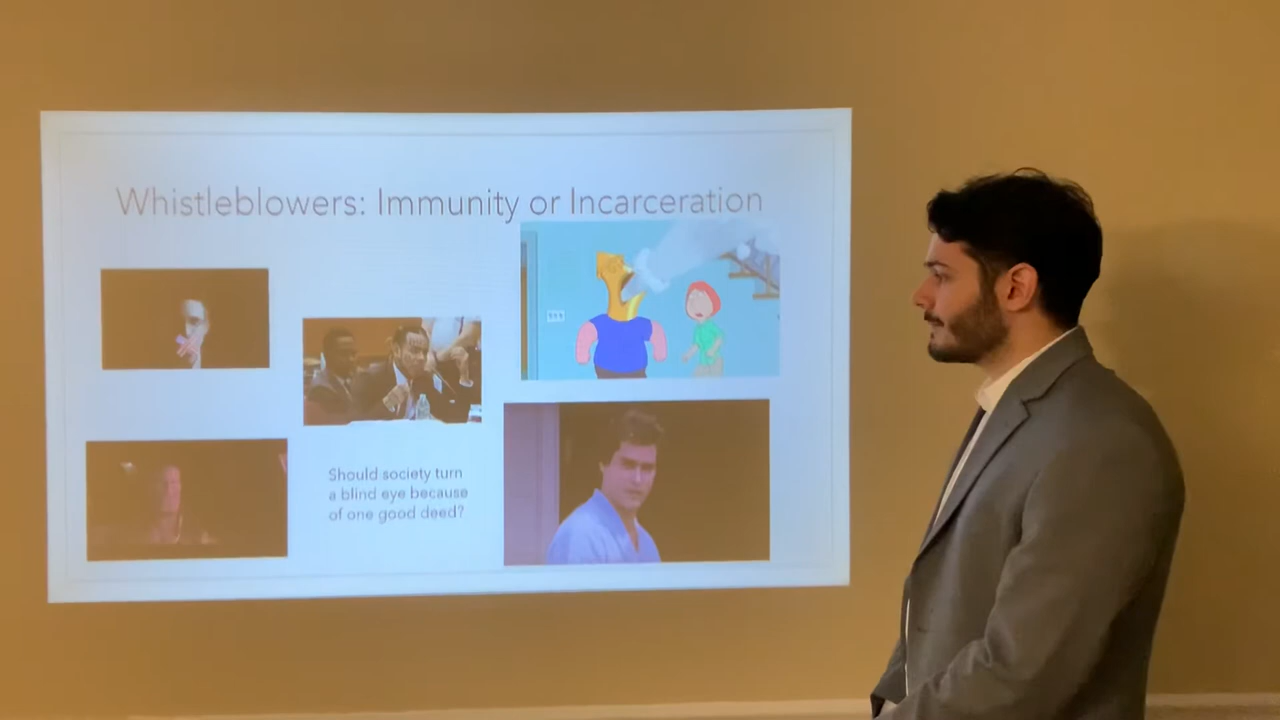 Whistleblowers: Immunity or Incarceration
Should society turn
a blind eye because
of one good deed?